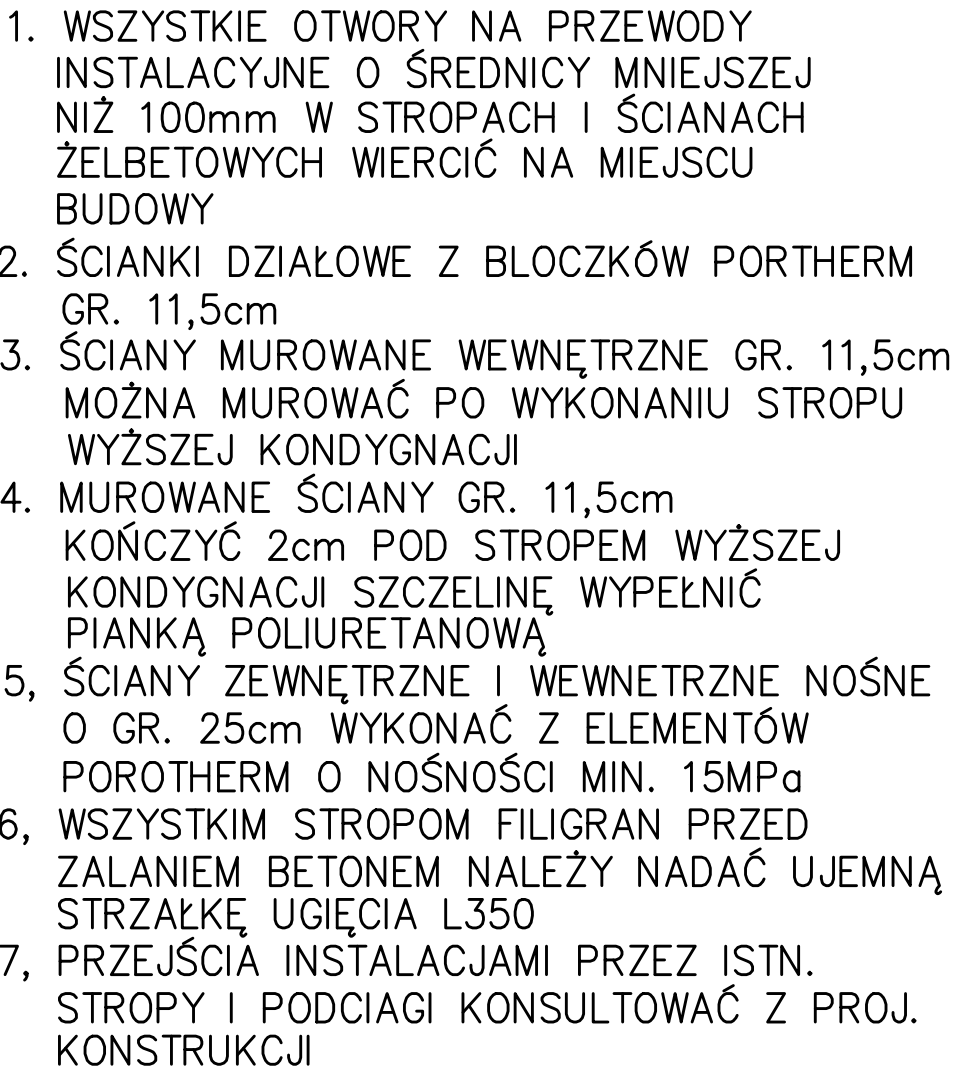 1. WSZYSTKIE OTWORY NA PRZEWODY
INSTALACYJNE O ŚREDNICY MNIEJSZEJ
NIŻ 100mm W STROPACH I ŚCIANACH
ŻELBETOWYCH WIERCIĆ NA MIEJSCU
BUDOWY
2. ŚCIANKI DZIAŁOWE Z BLOCZKÓW PORTHERM
GR. 11,5cm
3. ŚCIANY MUROWANE WEWNĘTRZNE GR. 11,5cm
MOŻNA MUROWAĆ PO WYKONANIU STROPU
WYŻSZEJ KONDYGNACJI
4. MUROWANE ŚCIANY GR. 11,5cm
KOŃCZYĆ 2cm POD STROPEM WYŻSZEJ
KONDYGNACJI SZCZELINĘ WYPEŁNIĆ
PIANKĄ POLIURETANOWĄ
5, ŚCIANY ZEWNĘTRZNE I WEWNETRZNE NOŚNE
O GR. 25cm WYKONAĆ Z ELEMENTÓW
POROTHERM O NOŚNOŚCI MIN. 15MPa
6, WSZYSTKIM STROPOM FILIGRAN PRZED
ZALANIEM BETONEM NALEŻY NADAĆ UJEMNĄ
STRZAŁKĘ UGIĘCIA L350
7, PRZEJŚCIA INSTALACJAMI PRZEZ ISTN.
STROPY I PODCIAGI KONSULTOWAĆ Z PROJ.
KONSTRUKCJI